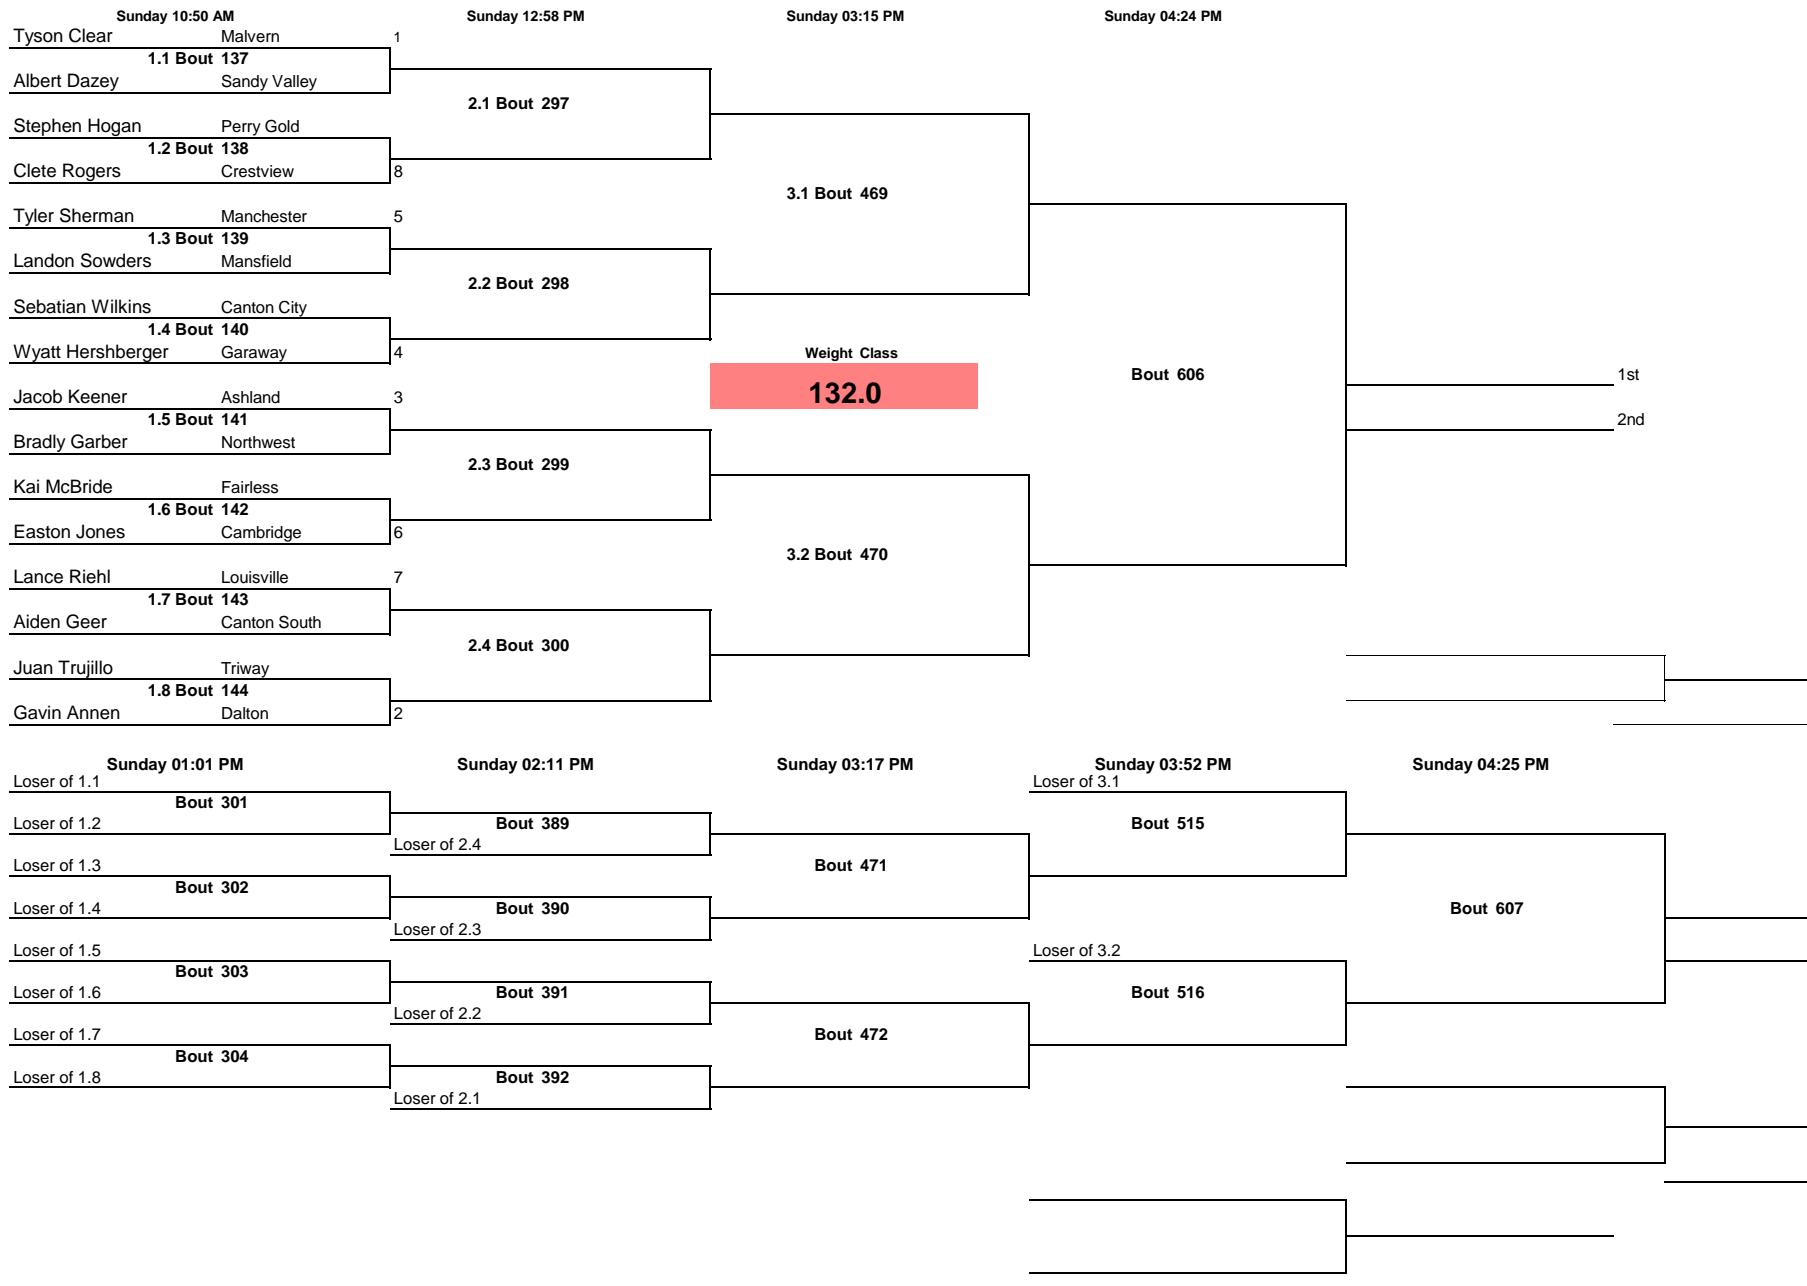 Sunday 10:50 AM Sunday 12:58 PM Sunday 03:15 PM Sunday 04:24 PM
Tyson Clear Malvern 1
1.1 Bout 137
Albert Dazey Sandy Valley
2.1 Bout 297
Stephen Hogan Perry Gold
1.2 Bout 138
Clete Rogers Crestview 8
3.1 Bout 469
Tyler Sherman Manchester 5
1.3 Bout 139
Landon Sowders Mansfield
2.2 Bout 298
Sebatian Wilkins Canton City
1.4 Bout 140
Wyatt Hershberger Garaway 4
Weight Class
132.0
Bout 606
1st
2nd
Jacob Keener Ashland 3
1.5 Bout 141
Bradly Garber Northwest
2.3 Bout 299
Kai McBride Fairless
1.6 Bout 142
Easton Jones Cambridge 6
3.2 Bout 470
Lance Riehl Louisville 7
1.7 Bout 143
Aiden Geer Canton South
2.4 Bout 300
Juan Trujillo Triway
1.8 Bout 144
Gavin Annen Dalton 2
Sunday 01:01 PM Sunday 02:11 PM Sunday 03:17 PM Sunday 03:52 PM Sunday 04:25 PM
Loser of 1.1 Loser of 3.1
Bout 301
Loser of 1.2 Bout 389 Bout 515
Loser of 2.4
Loser of 1.3 Bout 471
Bout 302
Loser of 1.4 Bout 390 Bout 607
Loser of 2.3
Loser of 1.5 Loser of 3.2
Bout 303
Loser of 1.6 Bout 391 Bout 516
Loser of 2.2
Loser of 1.7 Bout 472
Bout 304
Loser of 1.8 Bout 392
Loser of 2.1